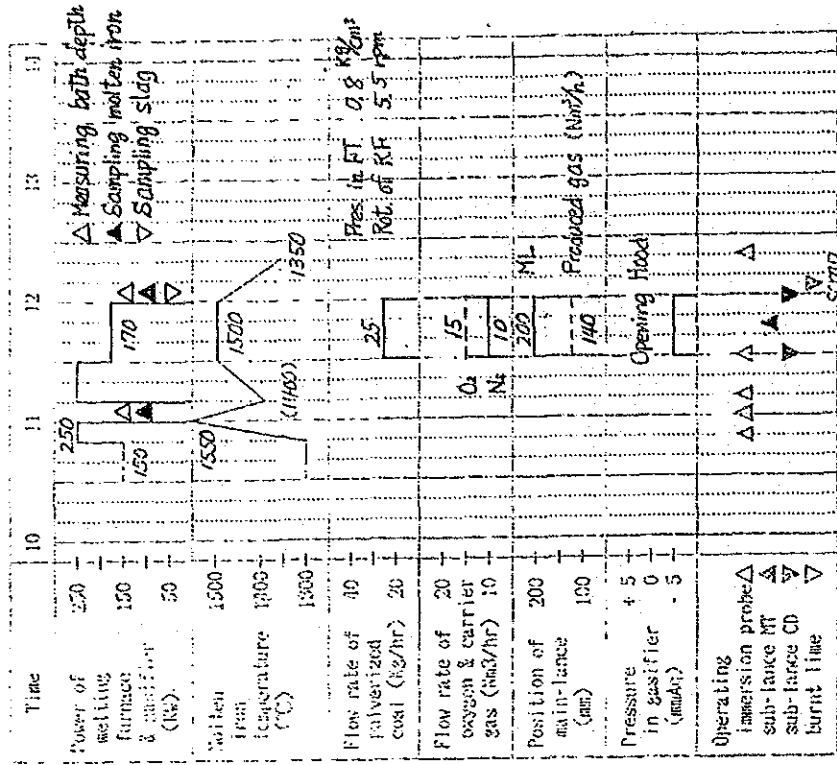 Time 10 11 12 13
△ Measuring bath depth
▲ Sampling molten iron
▽ Sampling slag
Power of
melting
furnace
& gasifier
(KW)
250
150
50
150
250
170
iron
temperature
(°C)
1300
1550
(1400)
1500
1350
Flow rate of
Pulverized
coal (Kg/hr)
40
20
25
Pres. in FT 0.8 Kg/cm²
Rot. of RF 5.5 rpm
Flow rate of
oxygen & carrier
gas (Nm3/hr)
20
10
O₂ 15
N₂ 10
Position of
main-lance
(mm)
200
100
200 ML
140 Produced gas (Nm³/h)
Pressure
in gasifier
(mmAq)
+5
0
-5
Opening Hood
Operating
immersion probe △
sub-lance MT
sub-lance CD
burnt time ▽